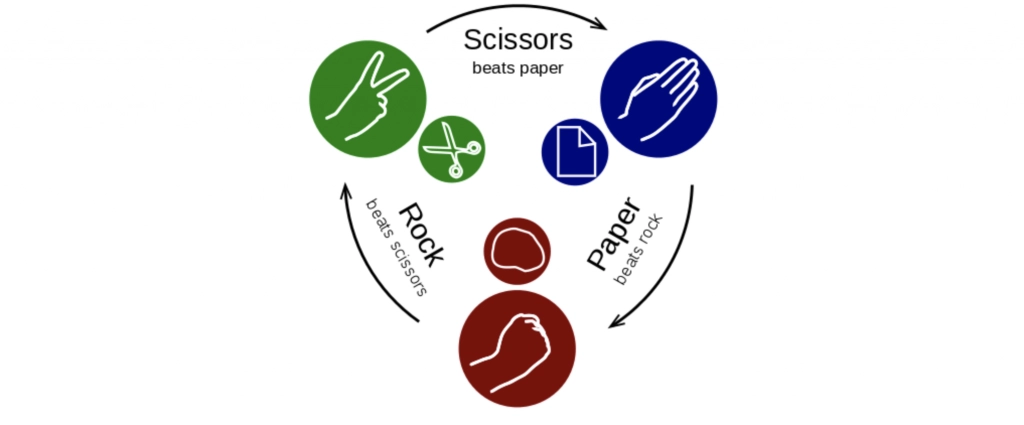 Scissors
beats paper
Rock
beats scissors
Paper
beats rock